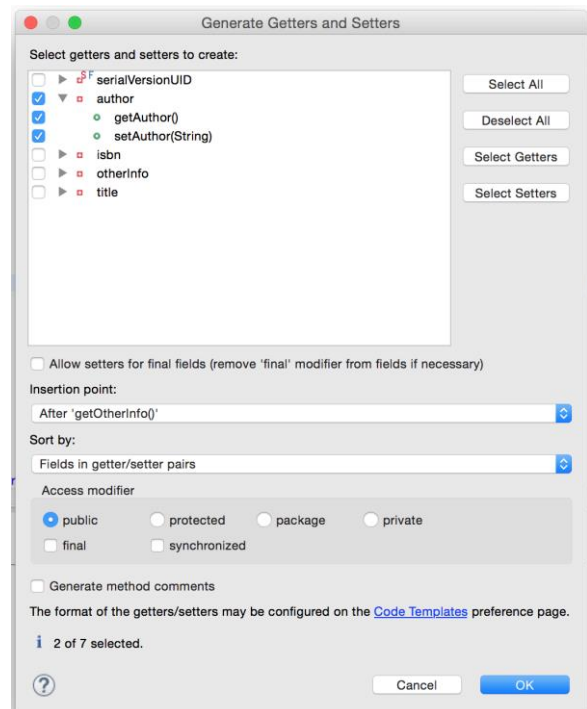 Generate Getters and Setters
Select getters and setters to create:
SF serialVersionUID
author
getAuthor()
setAuthor(String)
isbn
otherInfo
title
Select All
Deselect All
Select Getters
Select Setters
Allow setters for final fields (remove 'final' modifier from fields if necessary)
Insertion point:
After 'getOtherInfo()'
Sort by:
Fields in getter/setter pairs
Access modifier
public protected package private
final synchronized
Generate method comments
The format of the getters/setters may be configured on the Code Templates preference page.
i 2 of 7 selected.
? Cancel OK